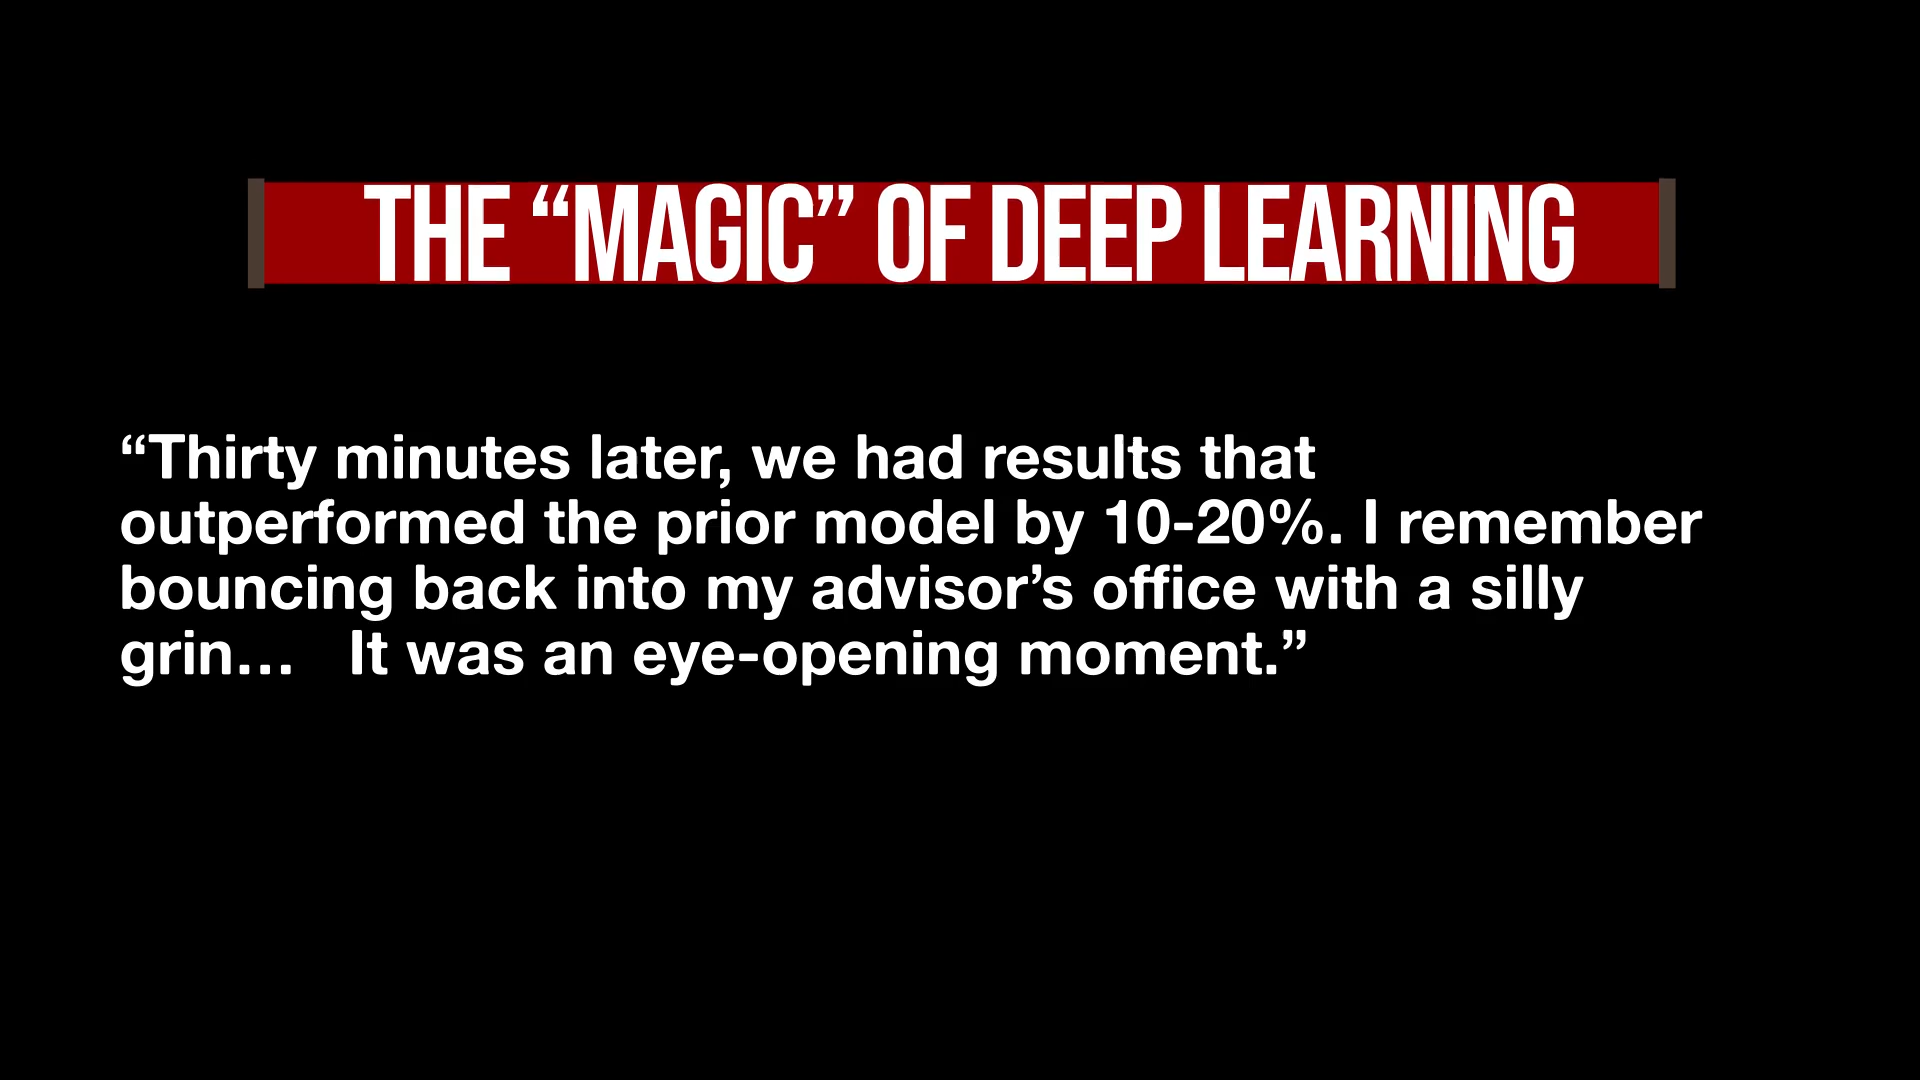 THE “MAGIC” OF DEEP LEARNING
“Thirty minutes later, we had results that
outperformed the prior model by 10-20%. I remember
bouncing back into my advisor’s office with a silly
grin… It was an eye-opening moment.”